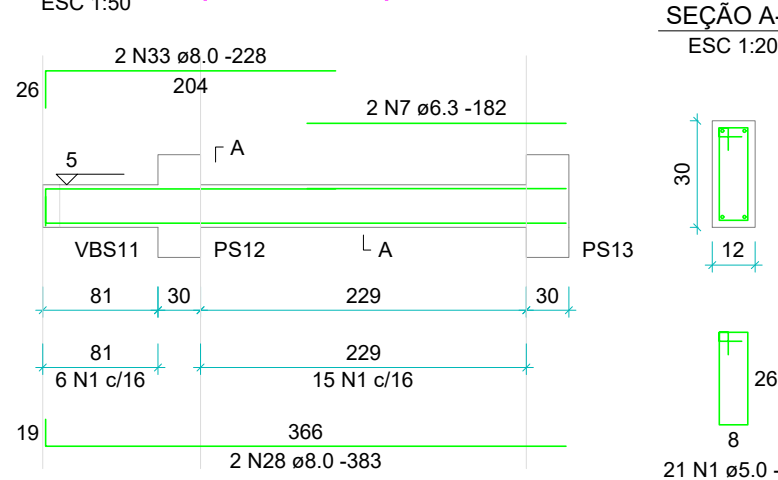 ESC 1:50
SEÇÃO A-
ESC 1:20
2 N33 ø8.0 -228
26
204
2 N7 ø6.3 -182
5
A
30
VBS11
PS12
A
PS13
12
81
30
229
30
81
229
6 N1 c/16
15 N1 c/16
26
19
366
8
2 N28 ø8.0 -383
21 N1 ø5.0 -